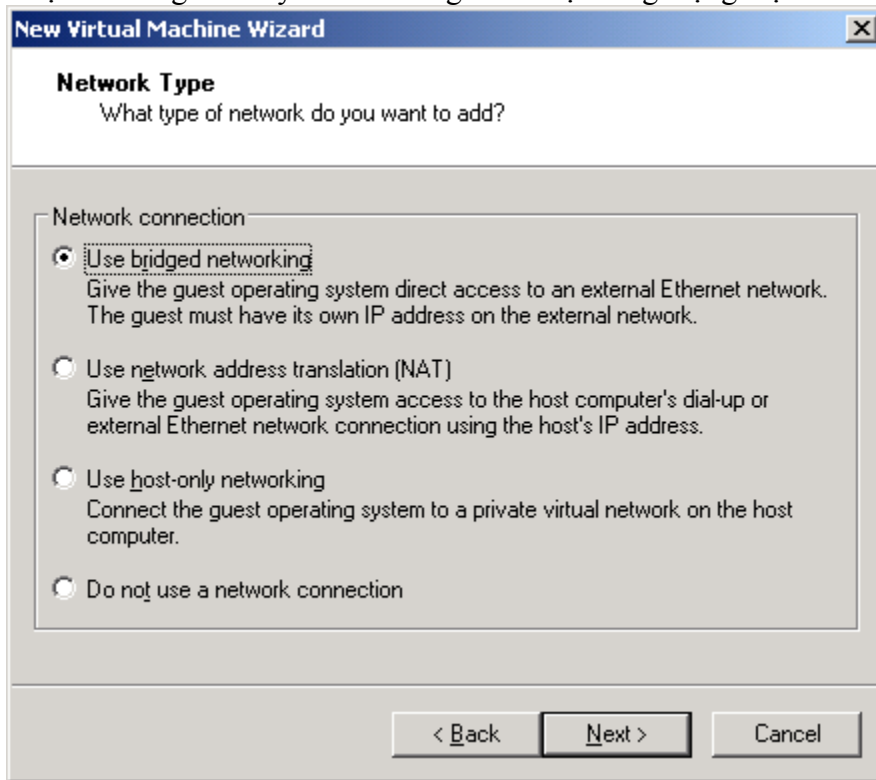 New Virtual Machine Wizard
Network Type
What type of network do you want to add?
Network connection
Use bridged networking
Give the guest operating system direct access to an external Ethernet network.
The guest must have its own IP address on the external network.
Use network address translation (NAT)
Give the guest operating system access to the host computer's dial-up or
external Ethernet network connection using the host's IP address.
Use host-only networking
Connect the guest operating system to a private virtual network on the host
computer.
Do not use a network connection
< Back
Next >
Cancel